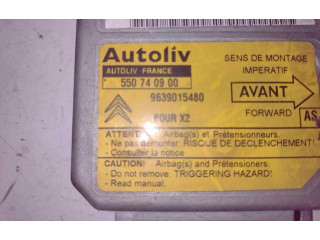 Autoliv
AUTOLIV FRANCE
550 74 09 00
9639015480
POUR X2
SENS DE MONTAGE
IMPERATIF
AVANT
FORWARD
AS
ATTENTION: Airbag(s) et Prétensionneurs.
- Ne pas démonter. RISQUE DE DECLENCHEMENT!
- Consulter la notice
CAUTION! Airbag(s) and Pretensioners.
- Do not remove. TRIGGERING HAZARD!
- Read manual.